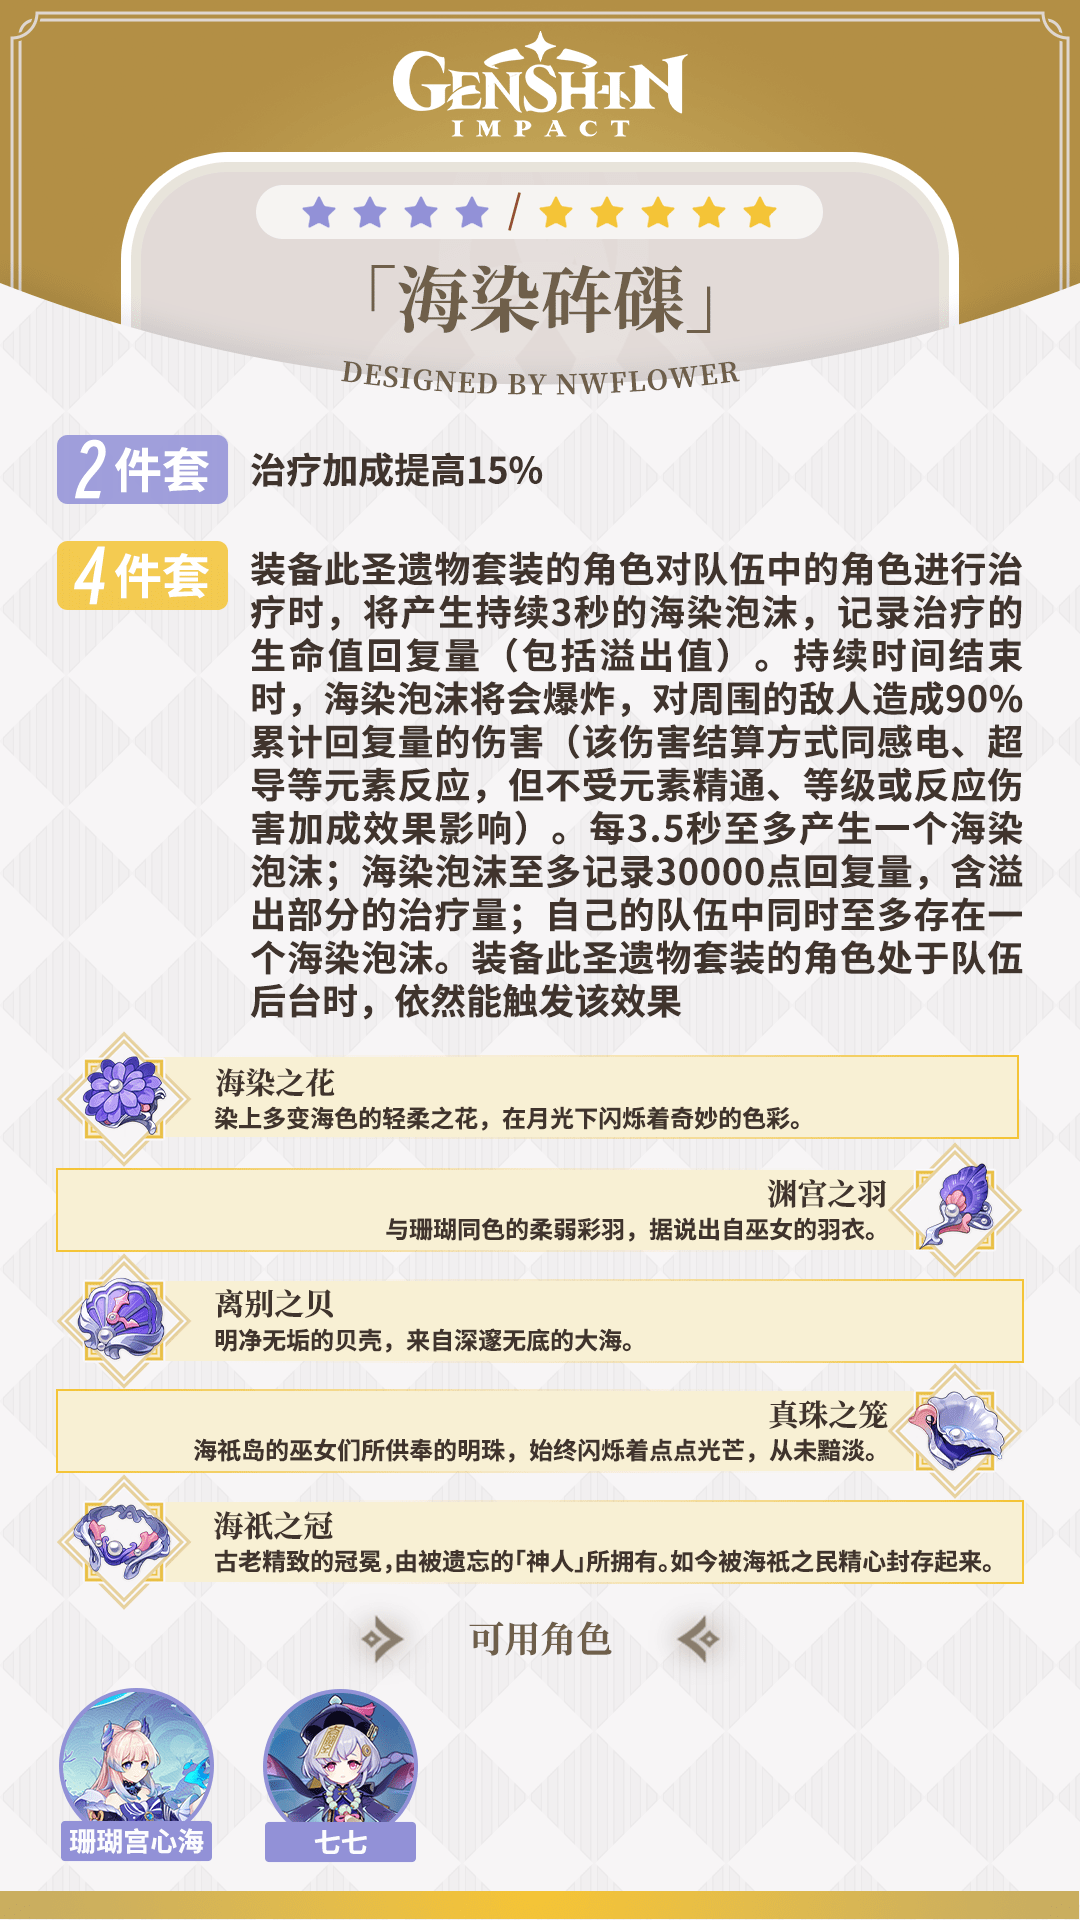 GENSHIN
IMPACT
「海染砗磲」
DESIGNED BY NWFLOWER
2件套
治疗加成提高15%
4件套
装备此圣遗物套装的角色对队伍中的角色进行治
疗时，将产生持续3秒的海染泡沫，记录治疗的
生命值回复量（包括溢出值）。持续时间结束
时，海染泡沫将会爆炸，对周围的敌人造成90%
累计回复量的伤害（该伤害结算方式同感电、超
导等元素反应，但不受元素精通、等级或反应伤
害加成效果影响）。每3.5秒至多产生一个海染
泡沫；海染泡沫至多记录30000点回复量，含溢
出部分的治疗量；自己的队伍中同时至多存在一
个海染泡沫。装备此圣遗物套装的角色处于队伍
后台时，依然能触发该效果
海染之花
染上多变海色的轻柔之花，在月光下闪烁着奇妙的色彩。
渊宫之羽
与珊瑚同色的柔弱彩羽，据说出自巫女的羽衣。
离别之贝
明净无垢的贝壳，来自深邃无底的大海。
真珠之笼
海祇岛的巫女们所供奉的明珠，始终闪烁着点点光芒，从未黯淡。
海祇之冠
古老精致的冠冕，由被遗忘的「神人」所拥有。如今被海祇之民精心封存起来。
可用角色
珊瑚宫心海
七七